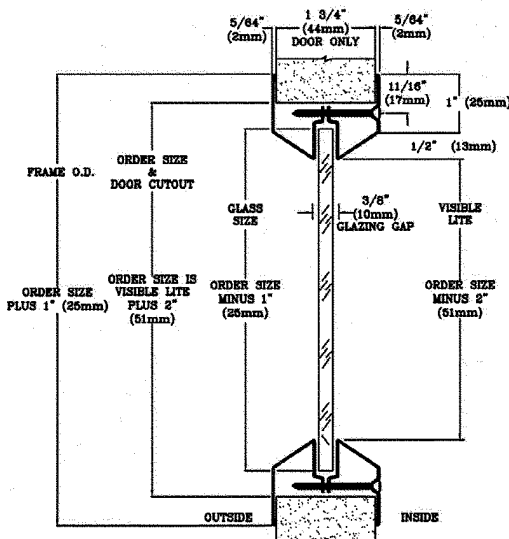 5/64"
(2mm)
1 3/4"
(44mm)
DOOR ONLY
5/64"
(2mm)
11/16"
(17mm)
1" (25mm)
1/2" (13mm)
FRAME O.D.
ORDER SIZE
&
DOOR CUTOUT
GLASS
SIZE
3/8"
(10mm)
GLAZING GAP
VISIBLE
LITE
ORDER SIZE
PLUS 1" (25mm)
ORDER SIZE IS
VISIBLE LITE
PLUS 2"
(51mm)
ORDER SIZE
MINUS 1"
(25mm)
ORDER SIZE
MINUS 2"
(51mm)
OUTSIDE
INSIDE